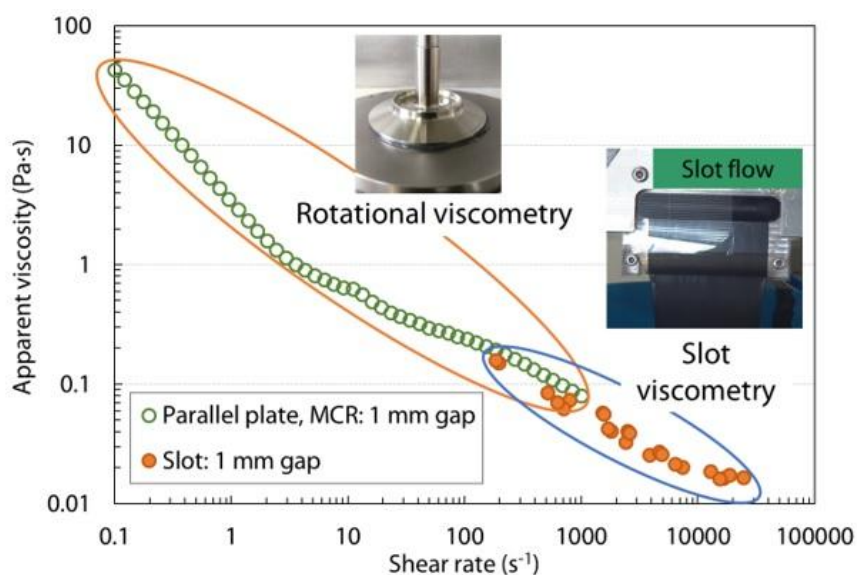 100
10
1
0.1
0.01
Apparent viscosity (Pa·s)
Rotational viscometry
Slot flow
Slot
viscometry
Parallel plate, MCR: 1 mm gap
Slot: 1 mm gap
0.1 1 10 100 1000 10000 100000
Shear rate (s⁻¹)